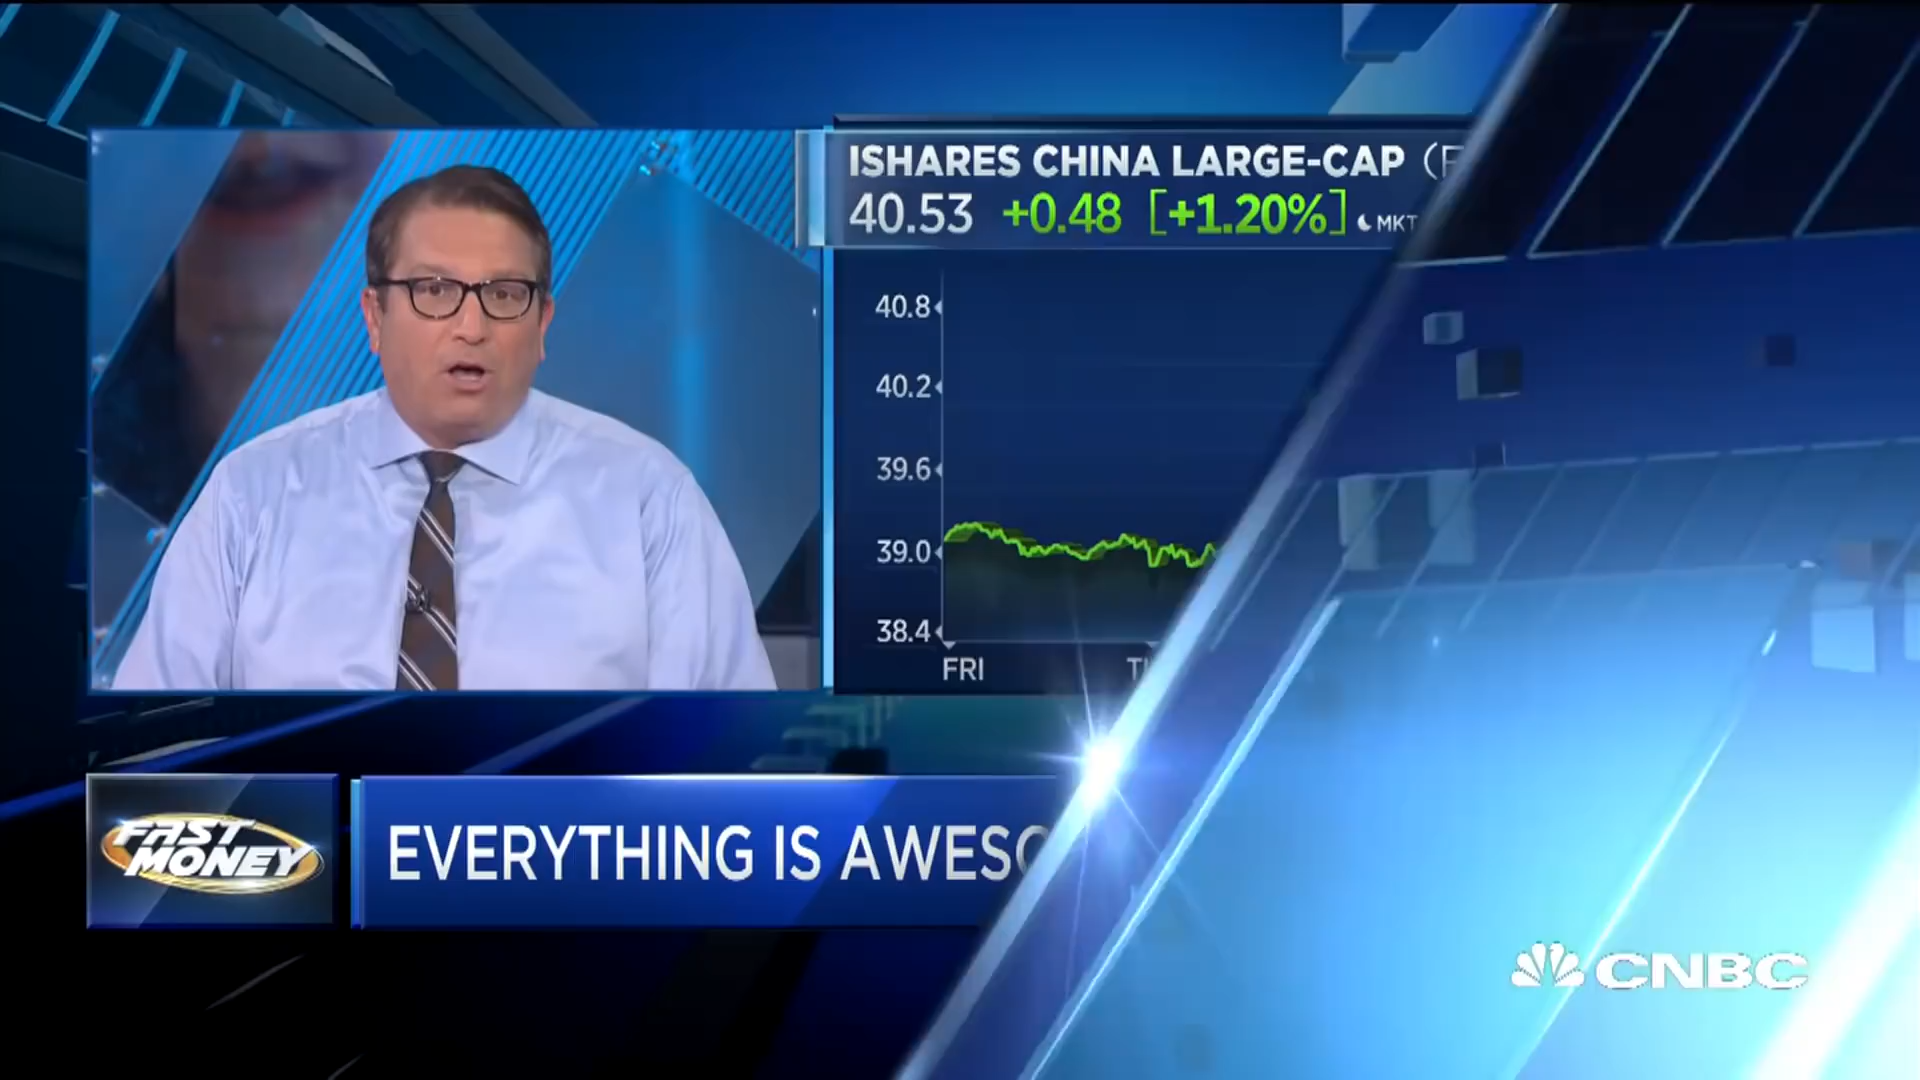 ISHARES CHINA LARGE-CAP (F
40.53 +0.48 [+1.20%] MKT
40.8
40.2
39.6
39.0
38.4
FRI
FAST
MONEY
EVERYTHING IS AWESO
CNBC